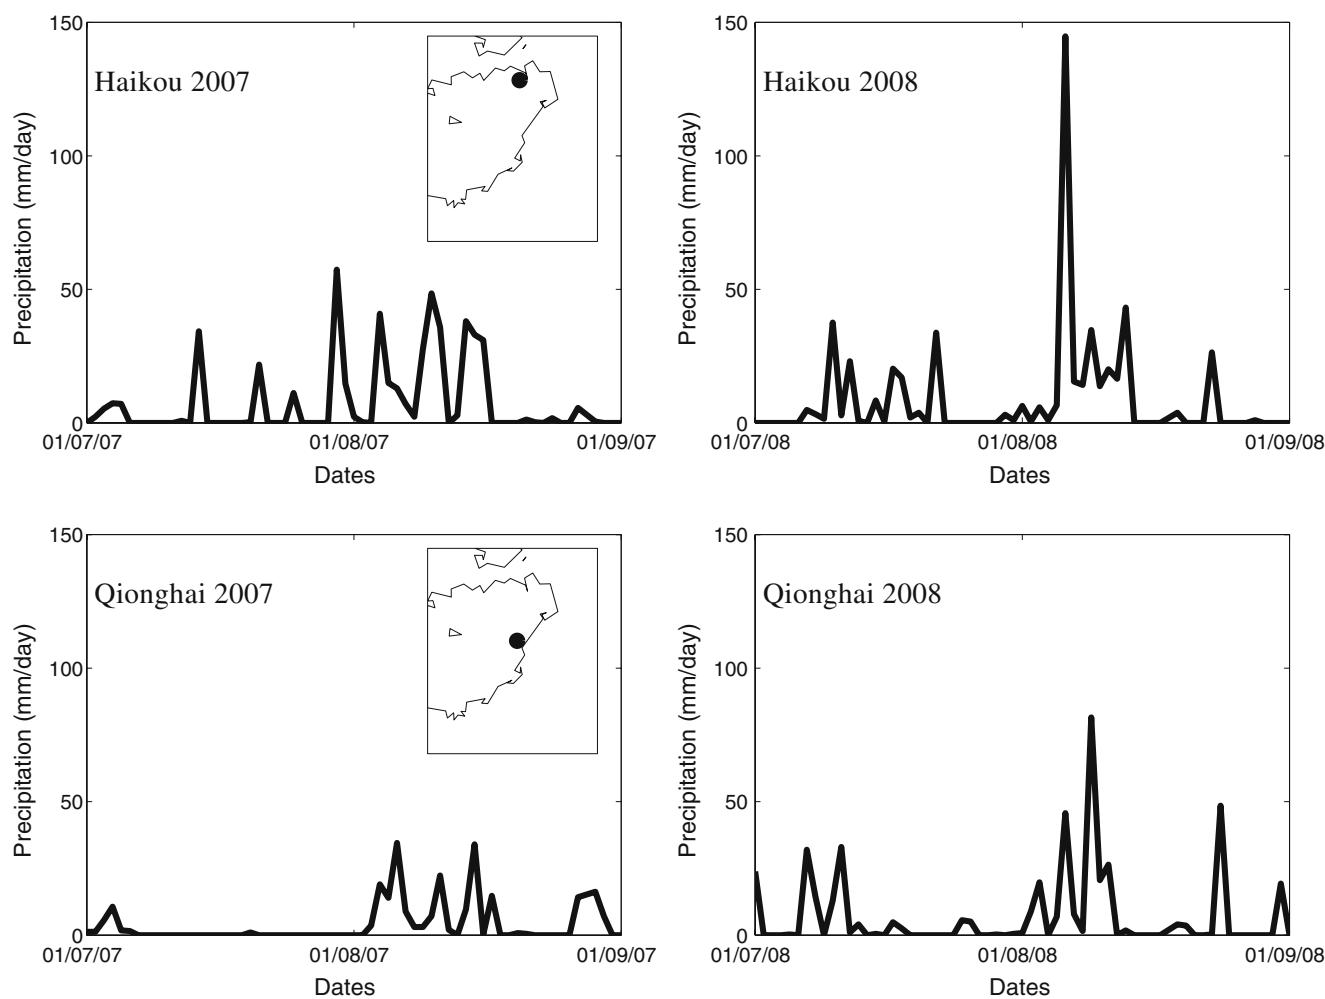 150
100
50
0
Precipitation (mm/day)
Haikou 2007
01/07/07
01/08/07
01/09/07
Dates
150
100
50
0
Precipitation (mm/day)
Haikou 2008
01/07/08
01/08/08
01/09/08
Dates
150
100
50
0
Precipitation (mm/day)
Qionghai 2007
01/07/07
01/08/07
01/09/07
Dates
150
100
50
0
Precipitation (mm/day)
Qionghai 2008
01/07/08
01/08/08
01/09/08
Dates